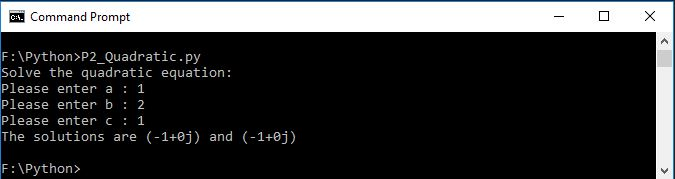 Command Prompt
F:\Python>P2_Quadratic.py
Solve the quadratic equation:
Please enter a : 1
Please enter b : 2
Please enter c : 1
The solutions are (-1+0j) and (-1+0j)
F:\Python>